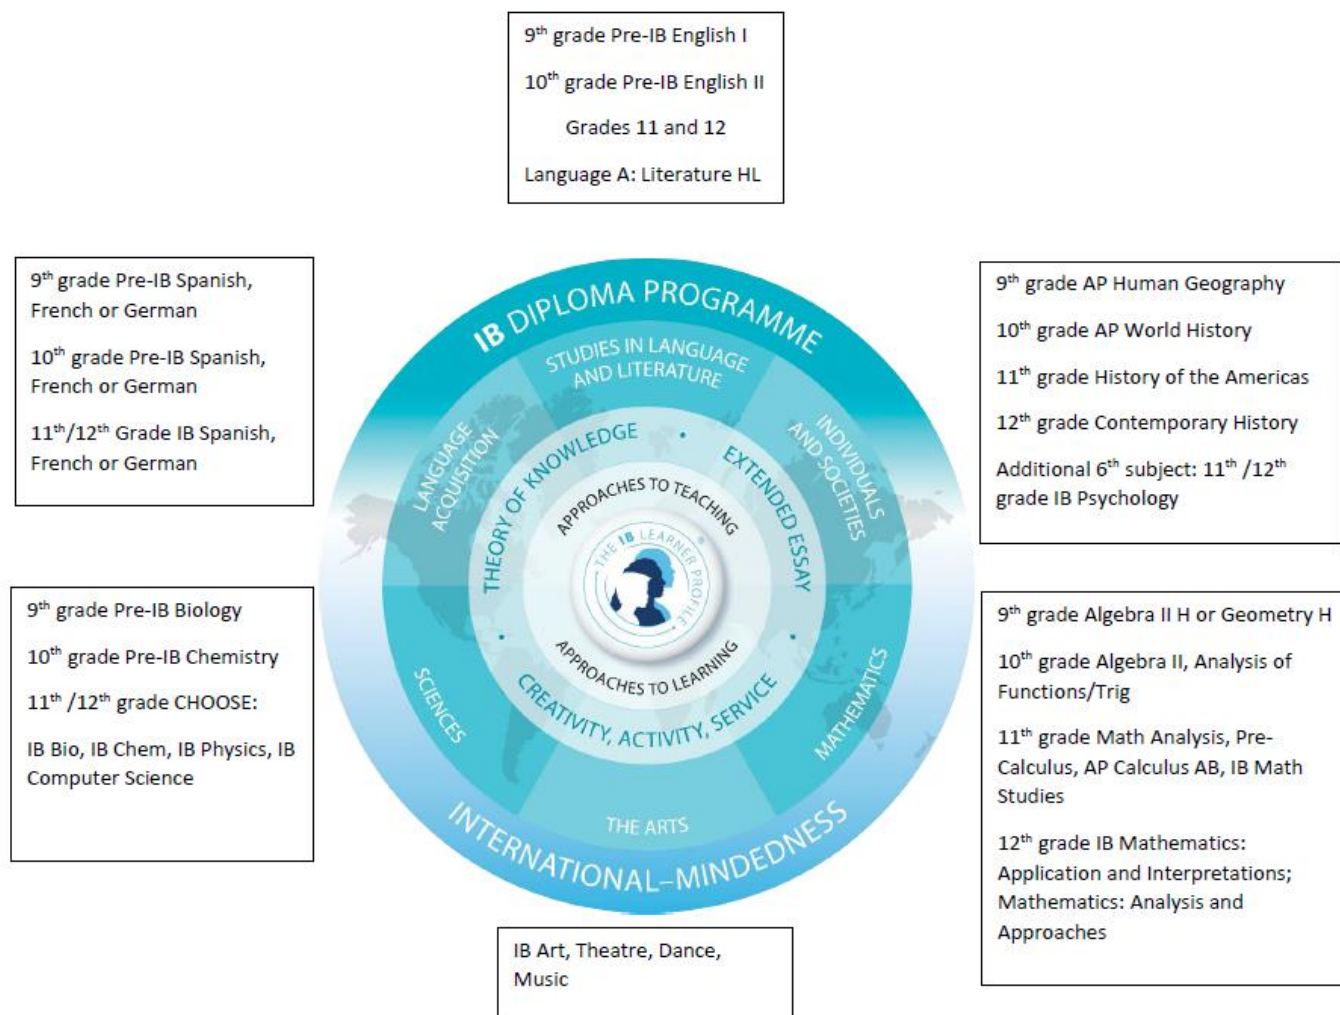 9th grade Pre-IB English I
10th grade Pre-IB English II
Grades 11 and 12
Language A: Literature HL
9th grade Pre-IB Spanish,
French or German
10th grade Pre-IB Spanish,
French or German
11th/12th Grade IB Spanish,
French or German
9th grade AP Human Geography
10th grade AP World History
11th grade History of the Americas
12th grade Contemporary History
Additional 6th subject: 11th /12th
grade IB Psychology
IB DIPLOMA PROGRAMME
STUDIES IN LANGUAGE
AND LITERATURE
LANGUAGE
ACQUISITION
INDIVIDUALS
AND SOCIETIES
THEORY OF KNOWLEDGE
EXTENDED ESSAY
APPROACHES TO TEACHING
THE IB LEARNER PROFILE ®
APPROACHES TO LEARNING
CREATIVITY, ACTIVITY, SERVICE
SCIENCES
MATHEMATICS
THE ARTS
INTERNATIONAL–MINDEDNESS
9th grade Pre-IB Biology
10th grade Pre-IB Chemistry
11th /12th grade CHOOSE:
IB Bio, IB Chem, IB Physics, IB
Computer Science
9th grade Algebra II H or Geometry H
10th grade Algebra II, Analysis of
Functions/Trig
11th grade Math Analysis, Pre-
Calculus, AP Calculus AB, IB Math
Studies
12th grade IB Mathematics:
Application and Interpretations;
Mathematics: Analysis and
Approaches
IB Art, Theatre, Dance,
Music